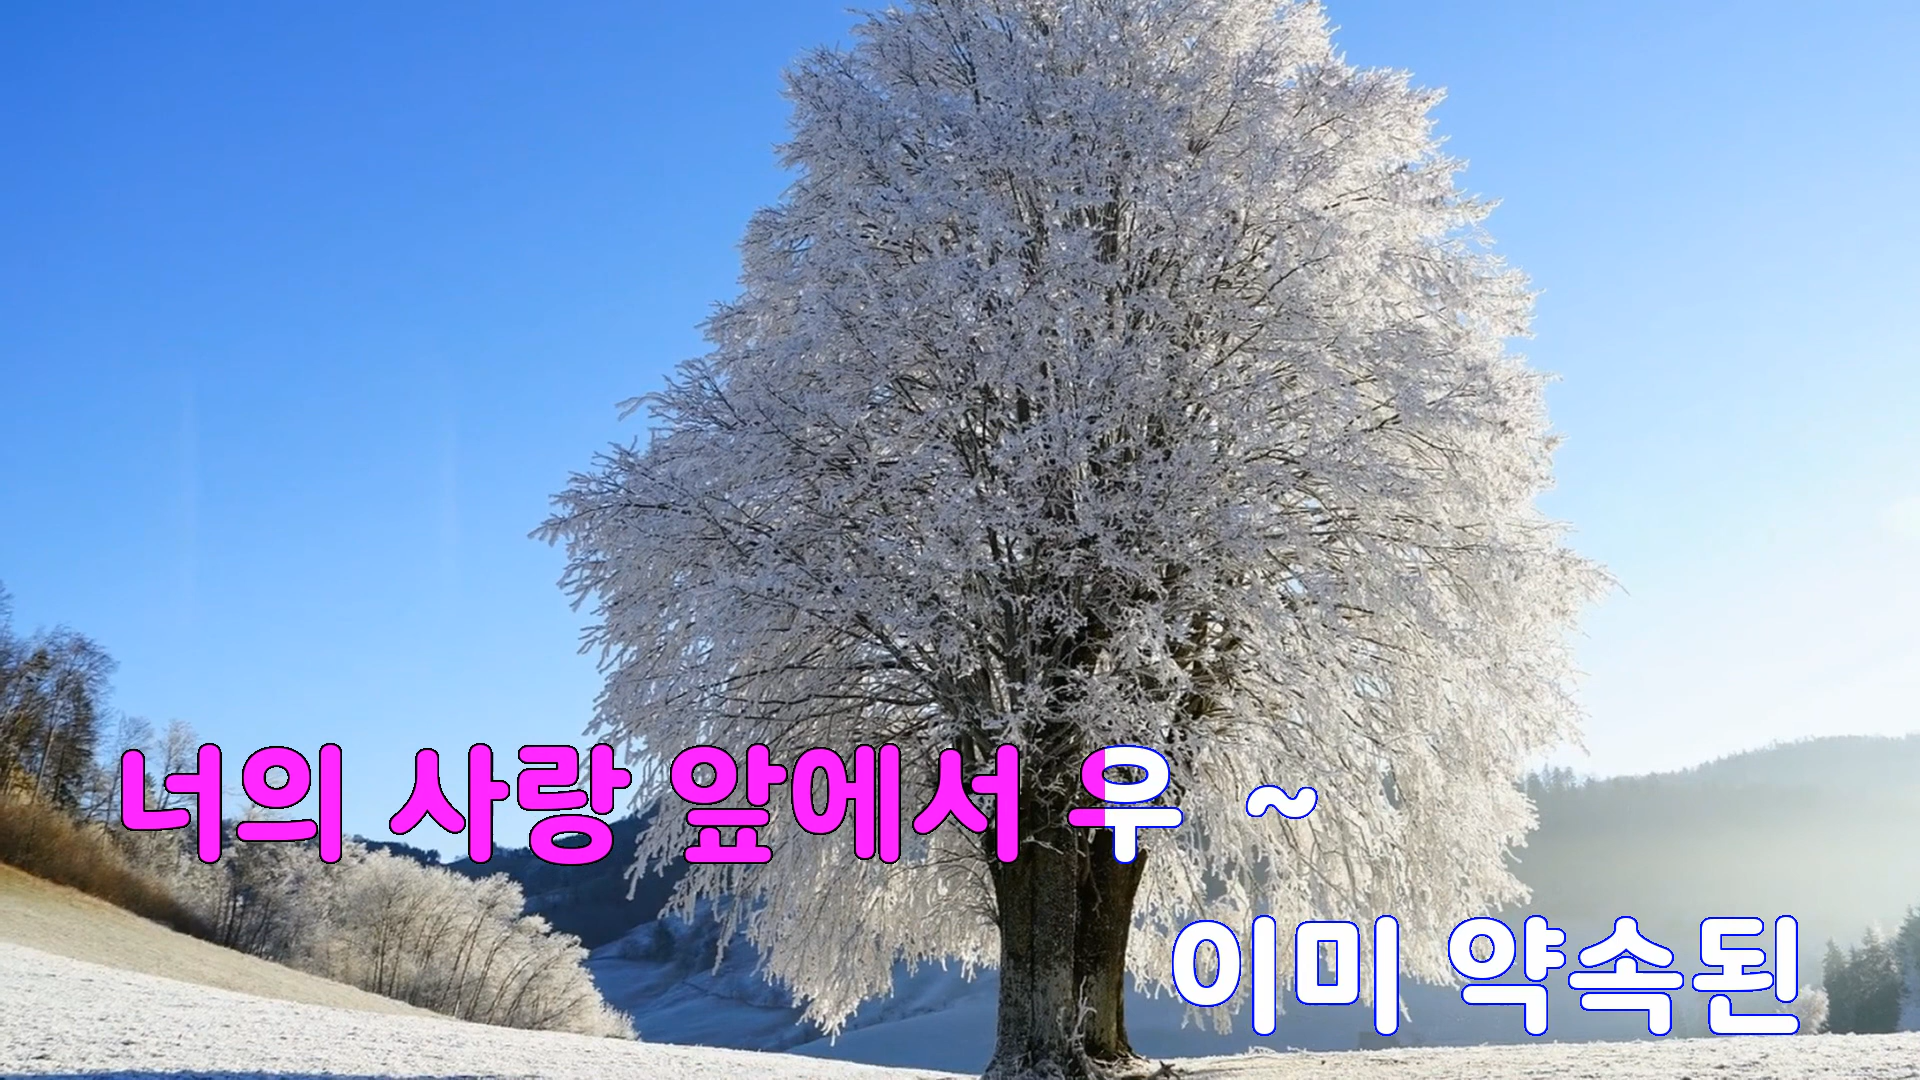 너의 사랑 앞에서 우 ~
이미 약속된